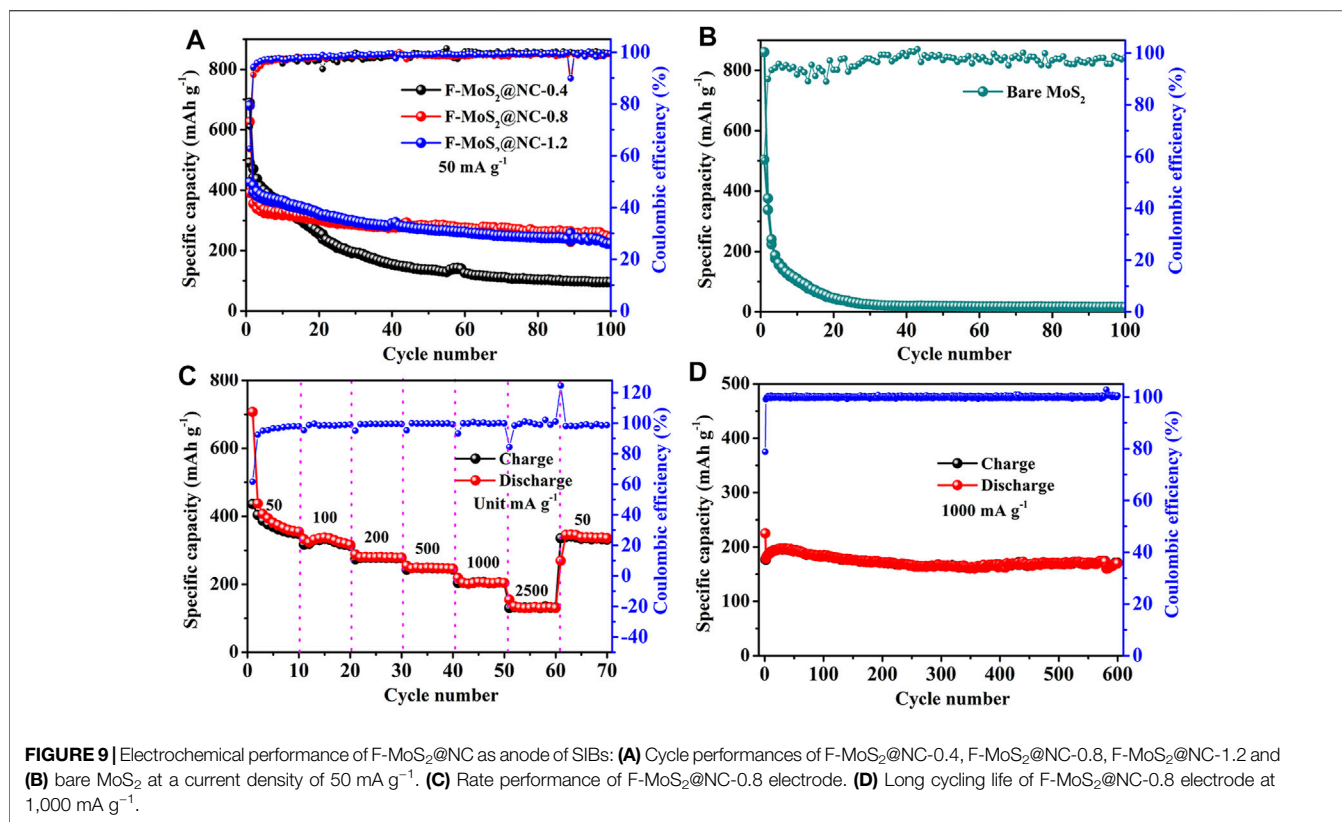 A
Specific capacity (mAh g⁻¹)
800
600
400
200
0
F-MoS₂@NC-0.4
F-MoS₂@NC-0.8
F-MoS₂@NC-1.2
50 mA g⁻¹
100
80
60
40
20
0
Coulombic efficiency (%)
0 20 40 60 80 100
Cycle number
B
Specific capacity (mAh g⁻¹)
800
600
400
200
0
Bare MoS₂
100
80
60
40
20
0
Coulombic efficiency (%)
0 20 40 60 80 100
Cycle number
C
Specific capacity (mAh g⁻¹)
800
600
400
200
0
Charge
Discharge
Unit mA g⁻¹
50
100
200
500
1000
2500
50
120
100
80
60
40
20
0
-20
-40
Coulombic efficiency (%)
0 10 20 30 40 50 60 70
Cycle number
D
Specific capacity (mAh g⁻¹)
500
400
300
200
100
0
Charge
Discharge
1000 mA g⁻¹
100
80
60
40
20
0
Coulombic efficiency (%)
0 100 200 300 400 500 600
Cycle number
FIGURE 9 | Electrochemical performance of F-MoS₂@NC as anode of SIBs: (A) Cycle performances of F-MoS₂@NC-0.4, F-MoS₂@NC-0.8, F-MoS₂@NC-1.2 and
(B) bare MoS₂ at a current density of 50 mA g⁻¹. (C) Rate performance of F-MoS₂@NC-0.8 electrode. (D) Long cycling life of F-MoS₂@NC-0.8 electrode at
1,000 mA g⁻¹.